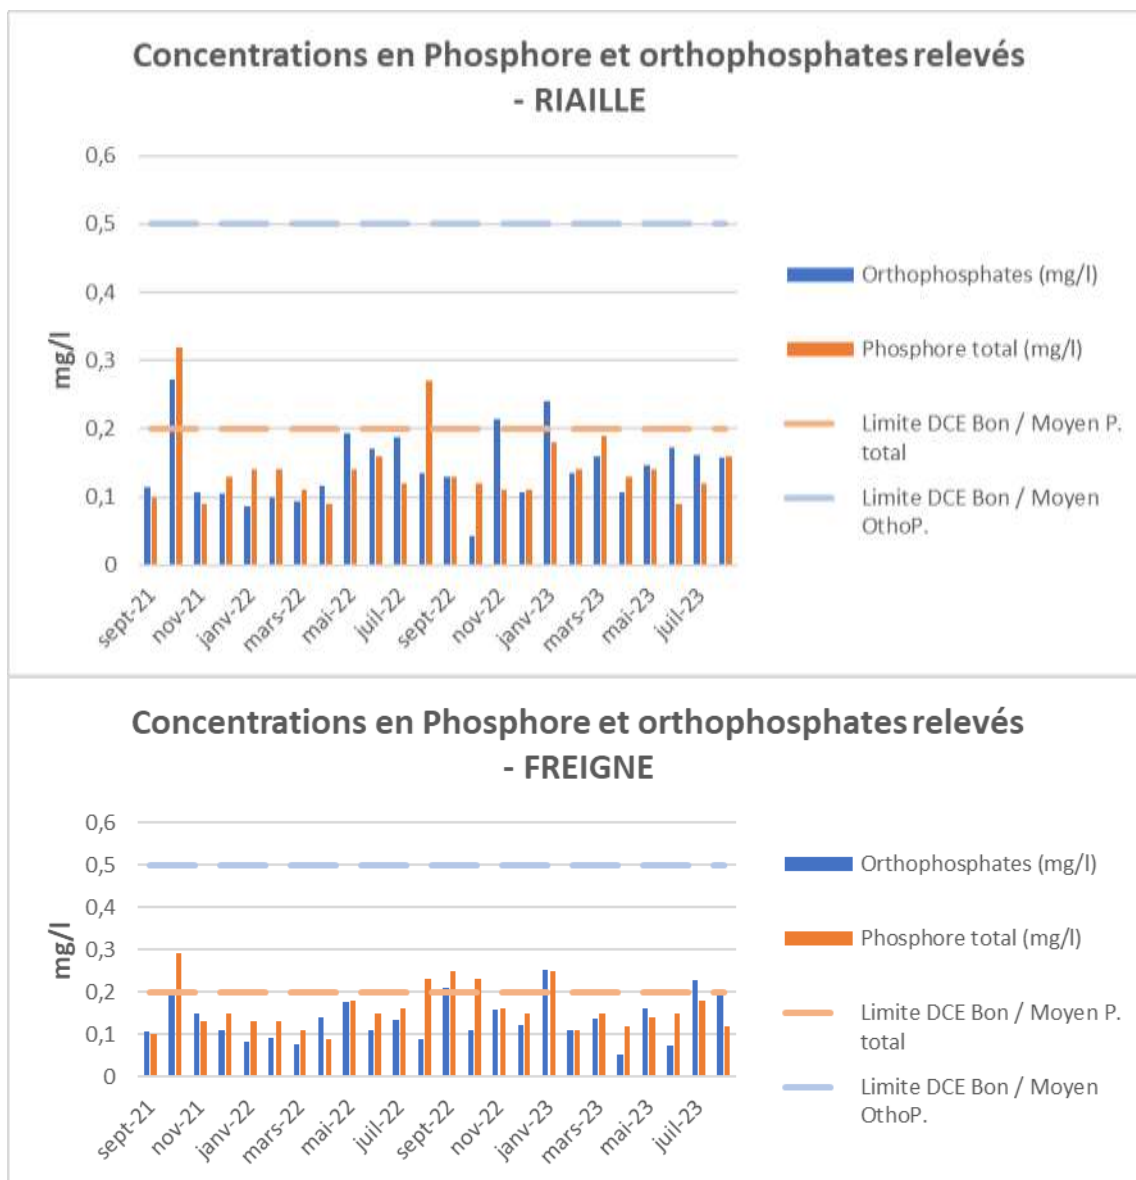 Concentrations en Phosphore et orthophosphates relevés
- RIAILLE
0,6
0,5
0,4
0,3
0,2
0,1
0
mg/l
sept-21
nov-21
janv-22
mars-22
mai-22
juil-22
sept-22
nov-22
janv-23
mars-23
mai-23
juil-23
Orthophosphates (mg/l)
Phosphore total (mg/l)
Limite DCE Bon / Moyen P.
total
Limite DCE Bon / Moyen
OthoP.
Concentrations en Phosphore et orthophosphates relevés
- FREIGNE
0,6
0,5
0,4
0,3
0,2
0,1
0
mg/l
sept-21
nov-21
janv-22
mars-22
mai-22
juil-22
sept-22
nov-22
janv-23
mars-23
mai-23
juil-23
Orthophosphates (mg/l)
Phosphore total (mg/l)
Limite DCE Bon / Moyen P.
total
Limite DCE Bon / Moyen
OthoP.